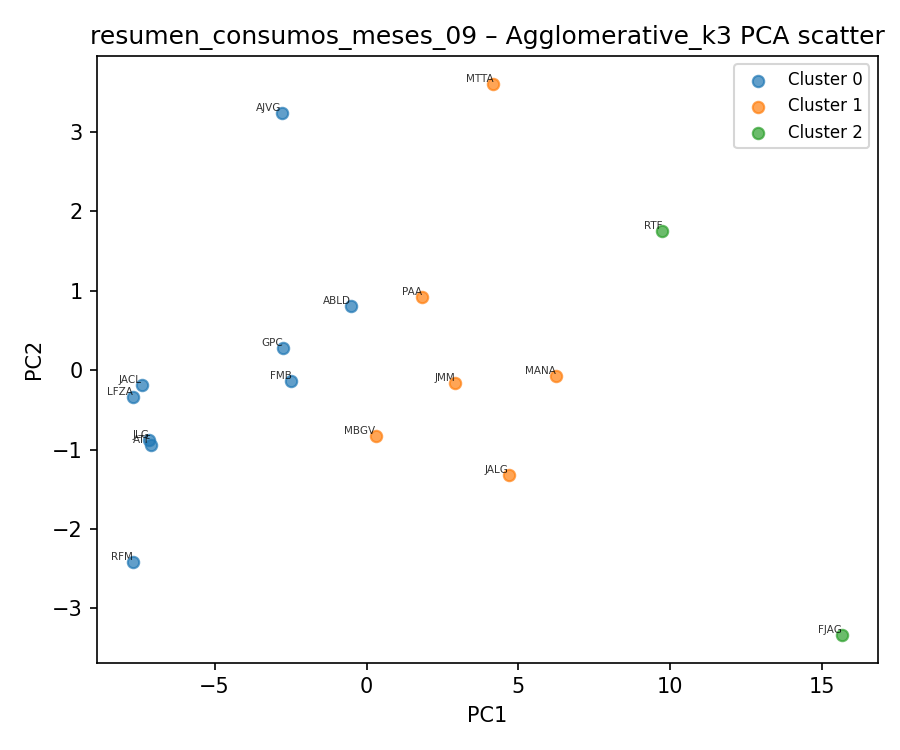 resumen_consumos_meses_09 – Agglomerative_k3 PCA scatter
Cluster 0
Cluster 1
Cluster 2
MTTA
AJVG
RTF
PAA
ABLD
GPC
FMB
JMM
MANA
JACL
LFZA
MBGV
JALG
RFM
FJAG
3
2
1
0
−1
−2
−3
PC2
−5
0
5
10
15
PC1